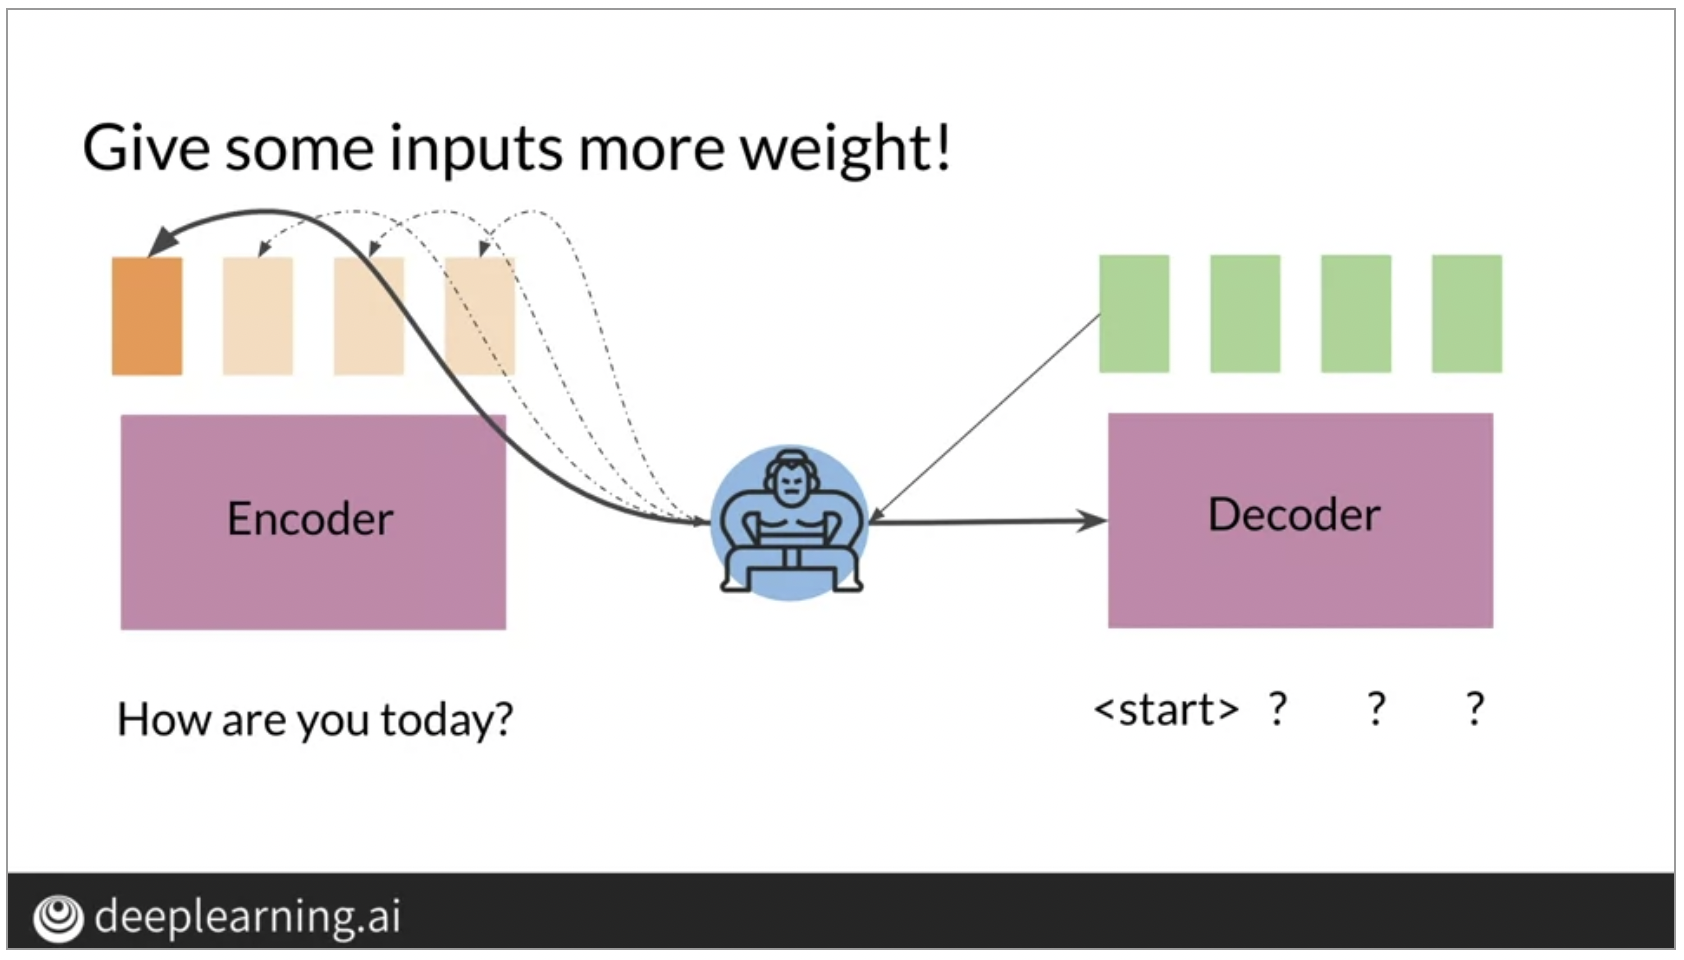 Give some inputs more weight!
Encoder
Decoder
How are you today?
<start> ? ? ?
deeplearning.ai